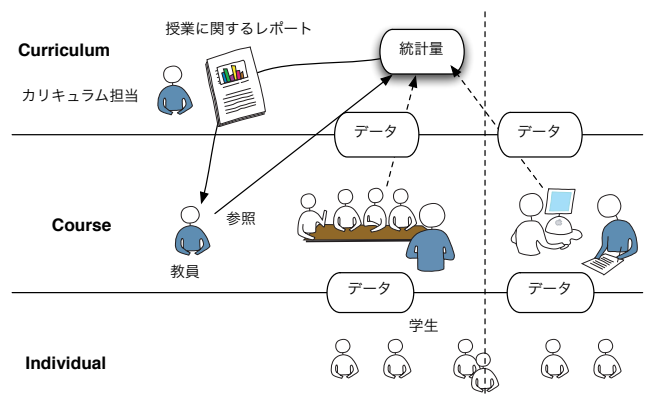 授業に関するレポート
Curriculum
統計量
カリキュラム担当
データ
データ
Course
参照
教員
データ
データ
学生
Individual